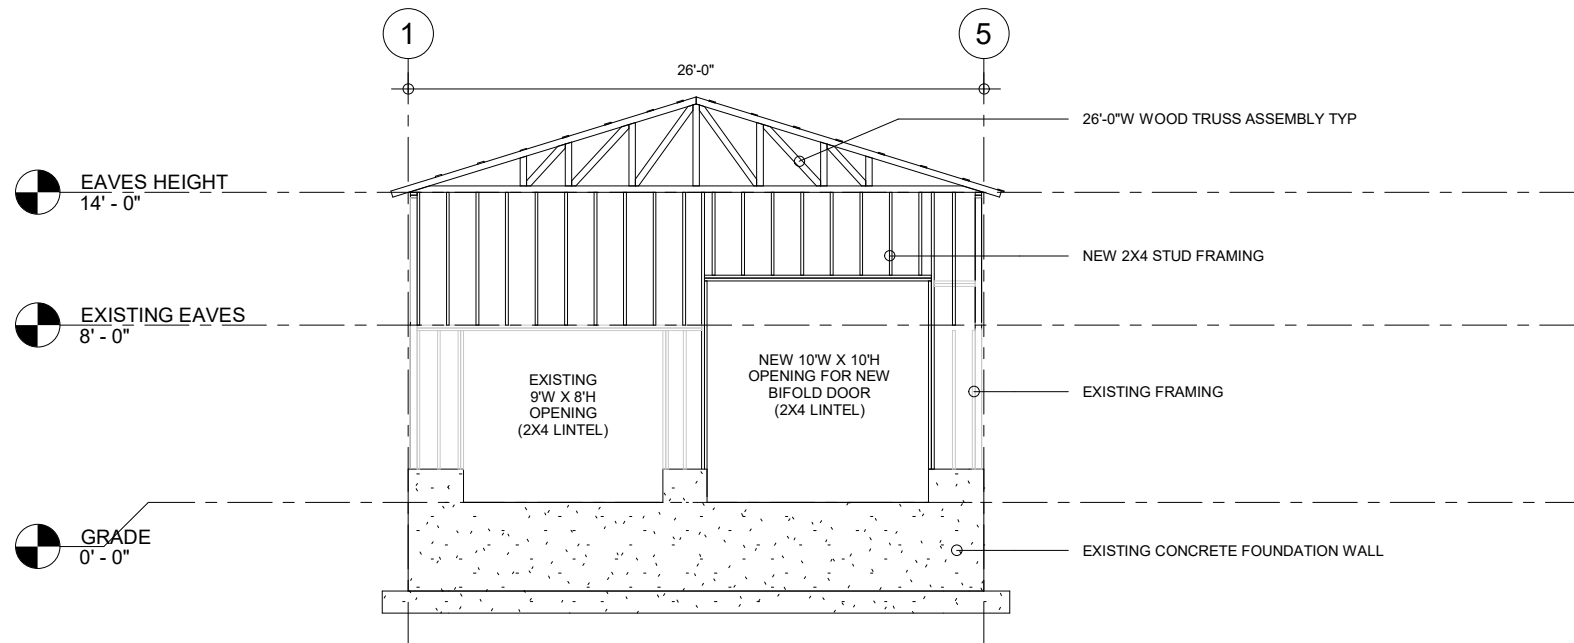 1
5
26'-0"
26'-0"W WOOD TRUSS ASSEMBLY TYP
EAVES HEIGHT
14' - 0"
NEW 2X4 STUD FRAMING
EXISTING EAVES
8' - 0"
EXISTING
9'W X 8'H
OPENING
(2X4 LINTEL)
NEW 10'W X 10'H
OPENING FOR NEW
BIFOLD DOOR
(2X4 LINTEL)
EXISTING FRAMING
GRADE
0' - 0"
EXISTING CONCRETE FOUNDATION WALL